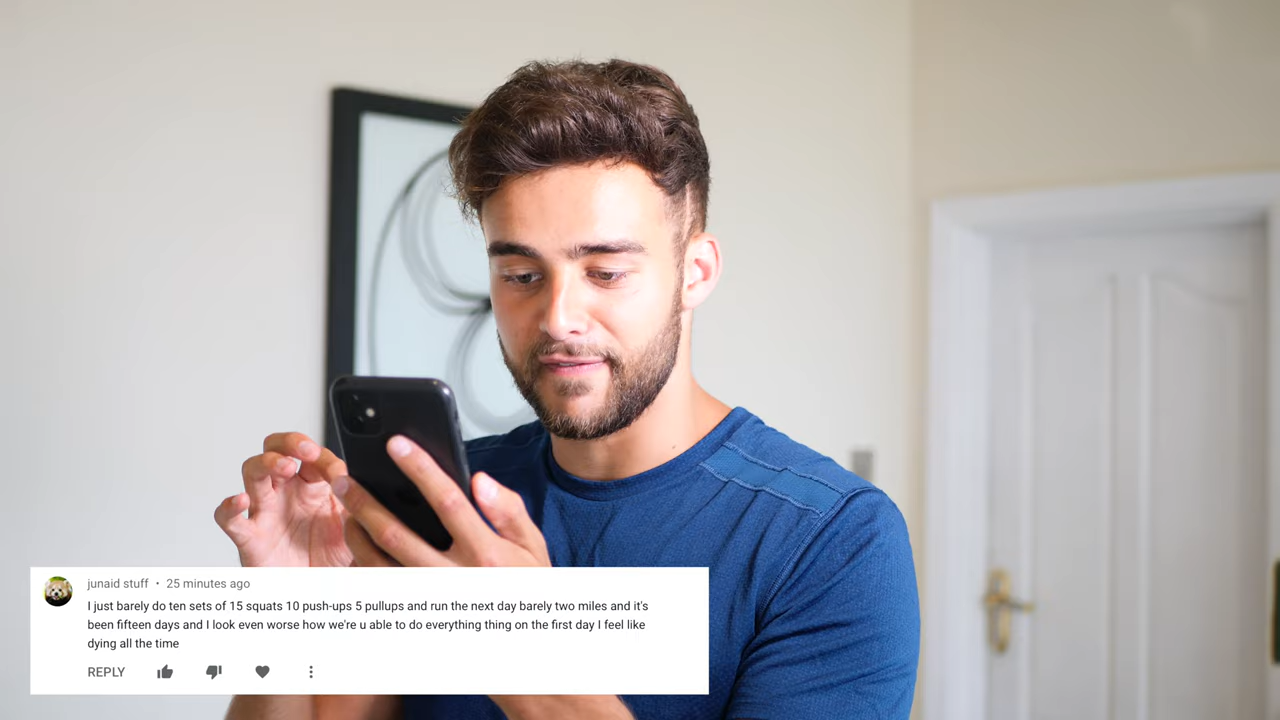 junaid stuff • 25 minutes ago
I just barely do ten sets of 15 squats 10 push-ups 5 pullups and run the next day barely two miles and it's
been fifteen days and I look even worse how we're u able to do everything thing on the first day I feel like
dying all the time
REPLY